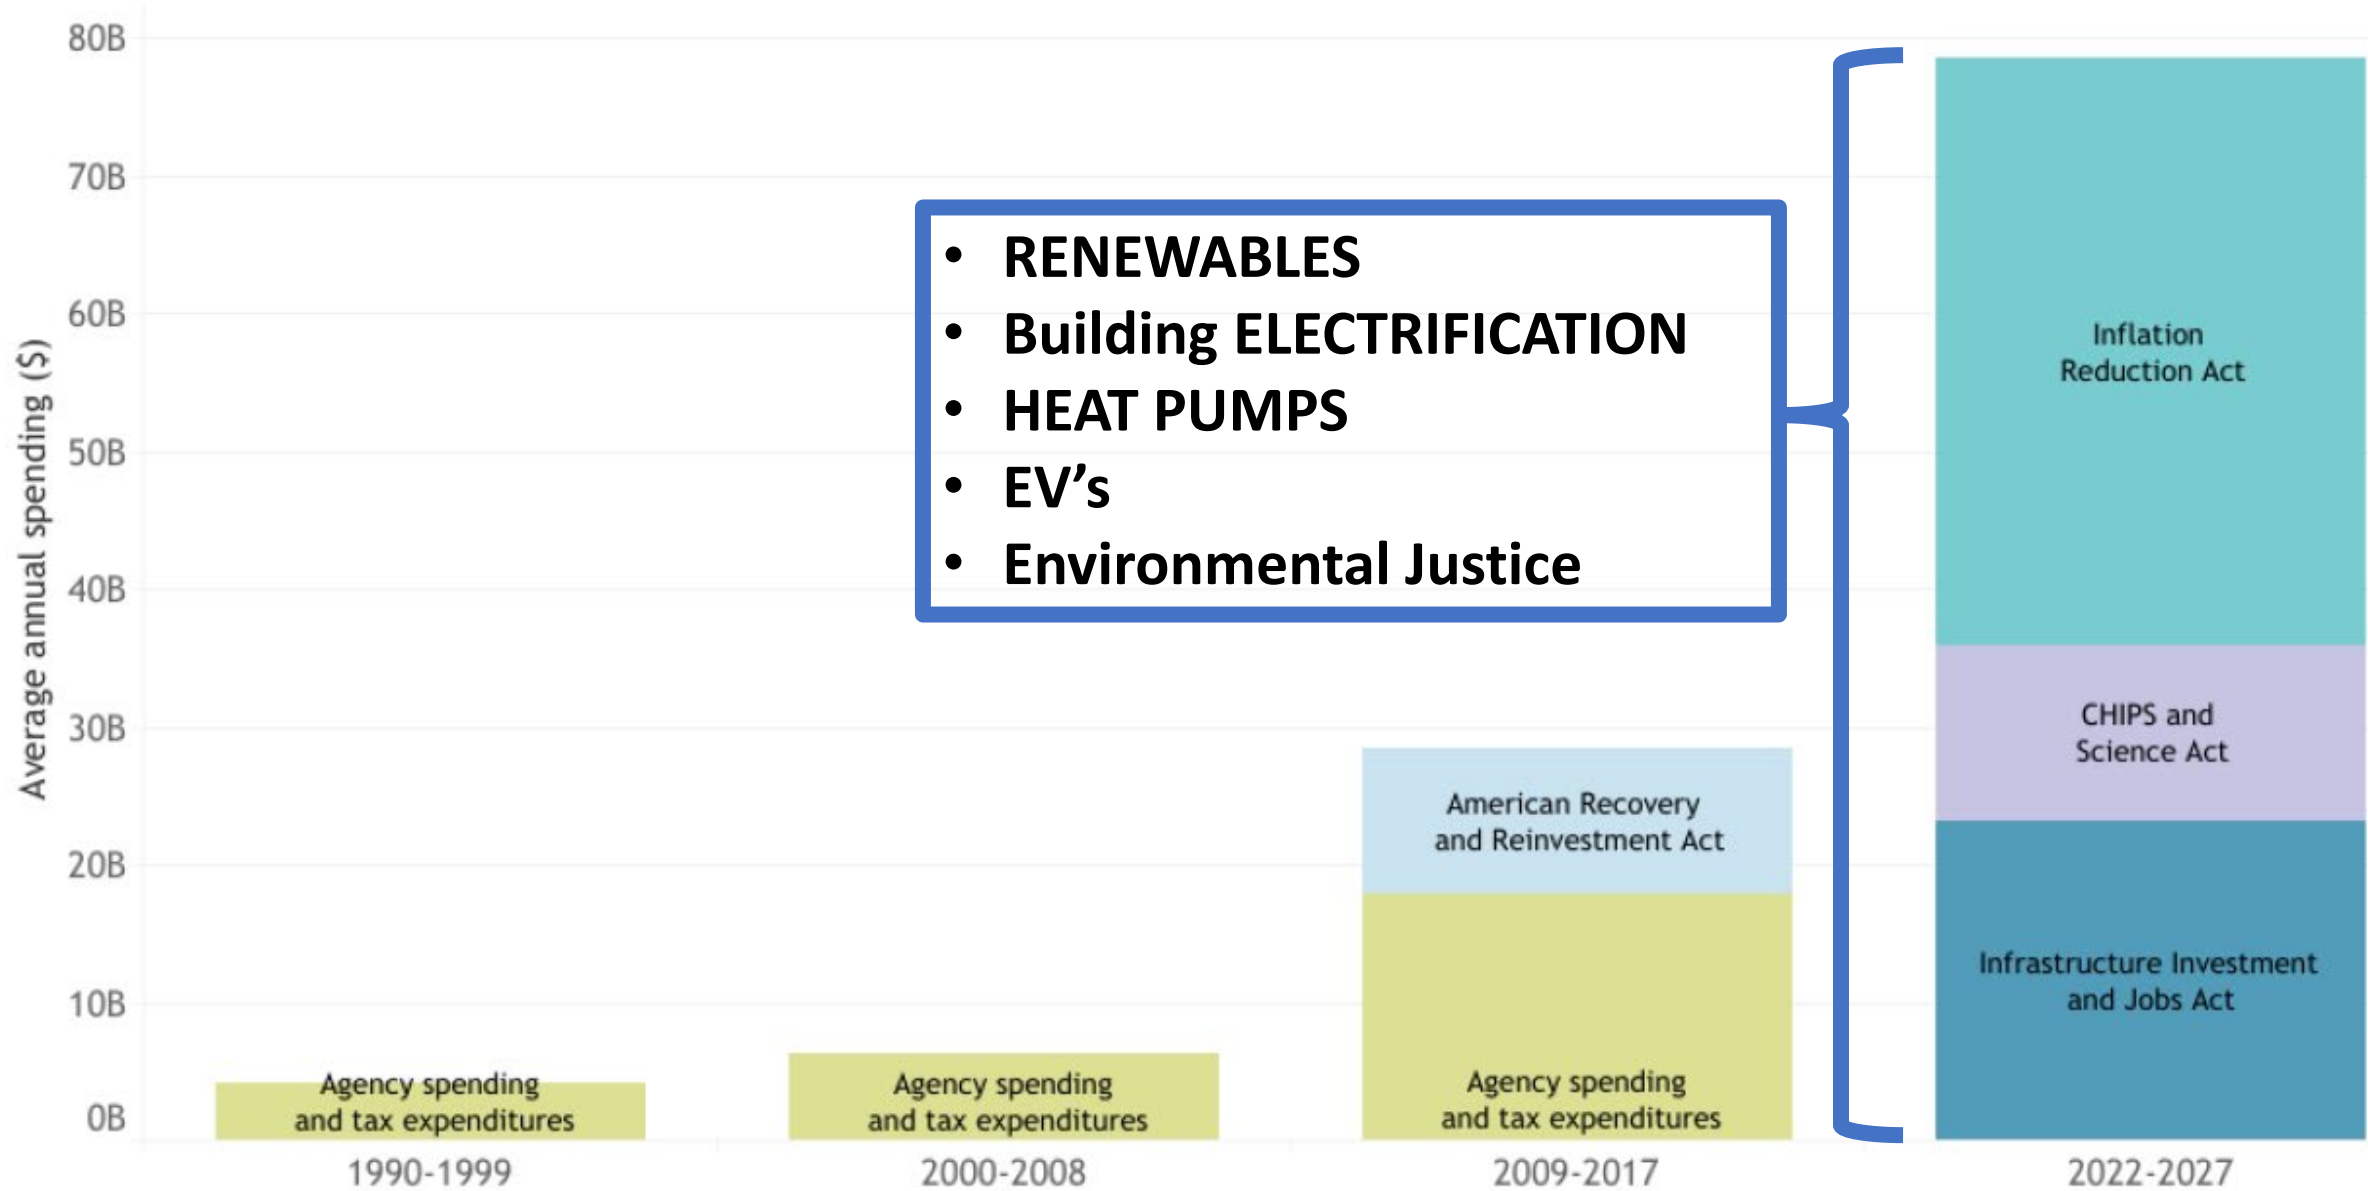 80B
70B
60B
50B
40B
30B
20B
10B
0B
Average annual spending ($)
• RENEWABLES
• Building ELECTRIFICATION
• HEAT PUMPS
• EV’s
• Environmental Justice
Agency spending
and tax expenditures
Agency spending
and tax expenditures
American Recovery
and Reinvestment Act
Agency spending
and tax expenditures
Inflation
Reduction Act
CHIPS and
Science Act
Infrastructure Investment
and Jobs Act
1990-1999
2000-2008
2009-2017
2022-2027